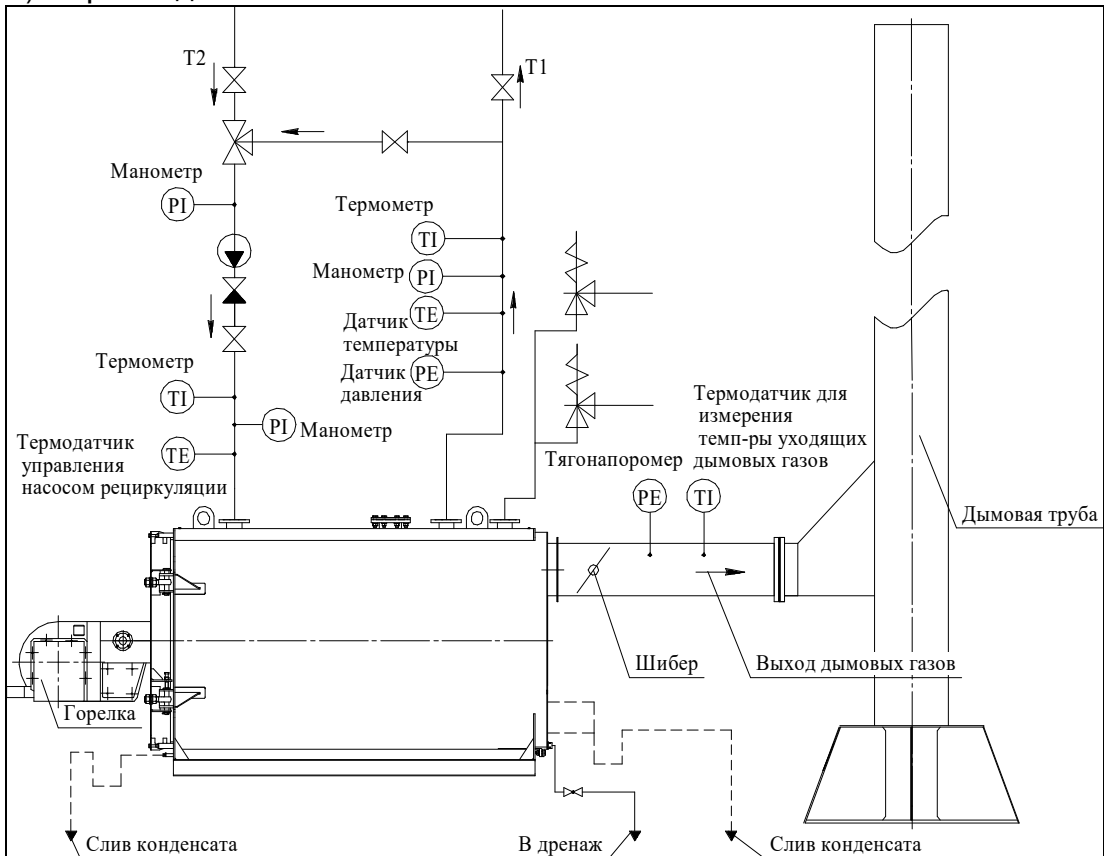 T2
T1
Манометр
PI
Термометр
TI
Манометр
PI
TE
Датчик
температуры
Термометр
Датчик
PE
давления
TI
Термодатчик для
измерения
темп-ры уходящих
дымовых газов
PI
Манометр
Термодатчик
управления
насосом рециркуляции
TE
Тягонапоромер
PE
TI
Дымовая труба
Шибер
Выход дымовых газов
Горелка
Слив конденсата
В дренаж
Слив конденсата